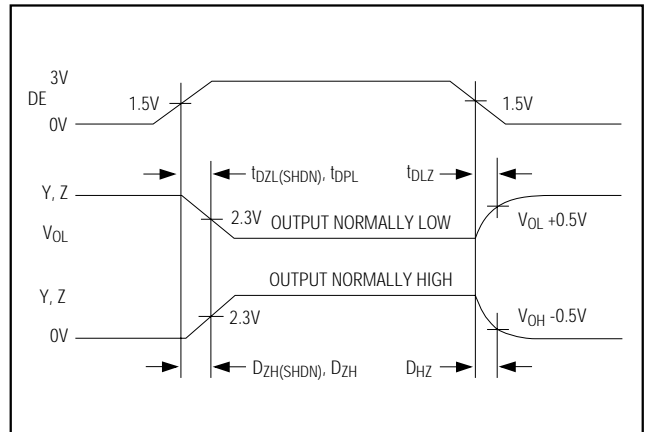 3V
DE
1.5V
1.5V
0V
tDZL(SHDN), tDPL
tDLZ
Y, Z
2.3V
OUTPUT NORMALLY LOW
VOL +0.5V
VOL
OUTPUT NORMALLY HIGH
Y, Z
2.3V
VOH -0.5V
0V
DZH(SHDN), DZH
DHZ